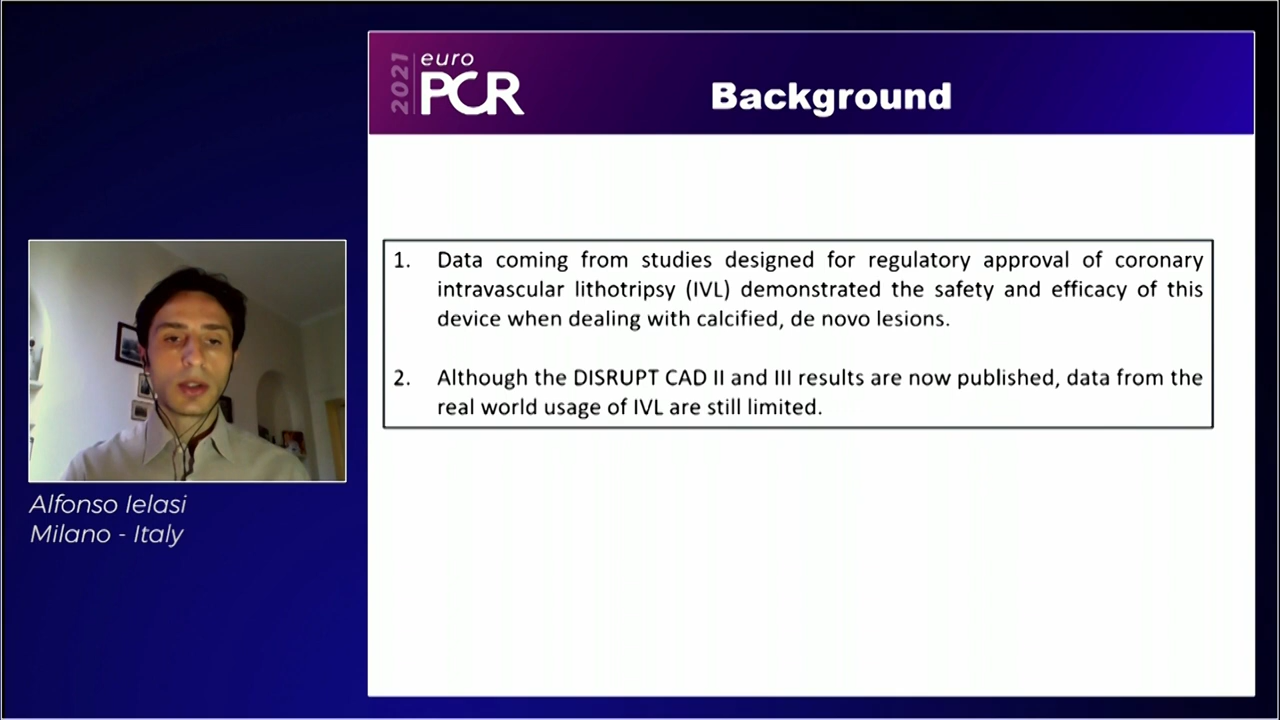 2021
euro
PCR
Background
1. Data coming from studies designed for regulatory approval of coronary
intravascular lithotripsy (IVL) demonstrated the safety and efficacy of this
device when dealing with calcified, de novo lesions.
2. Although the DISRUPT CAD II and III results are now published, data from the
real world usage of IVL are still limited.
Alfonso Ielasi
Milano - Italy